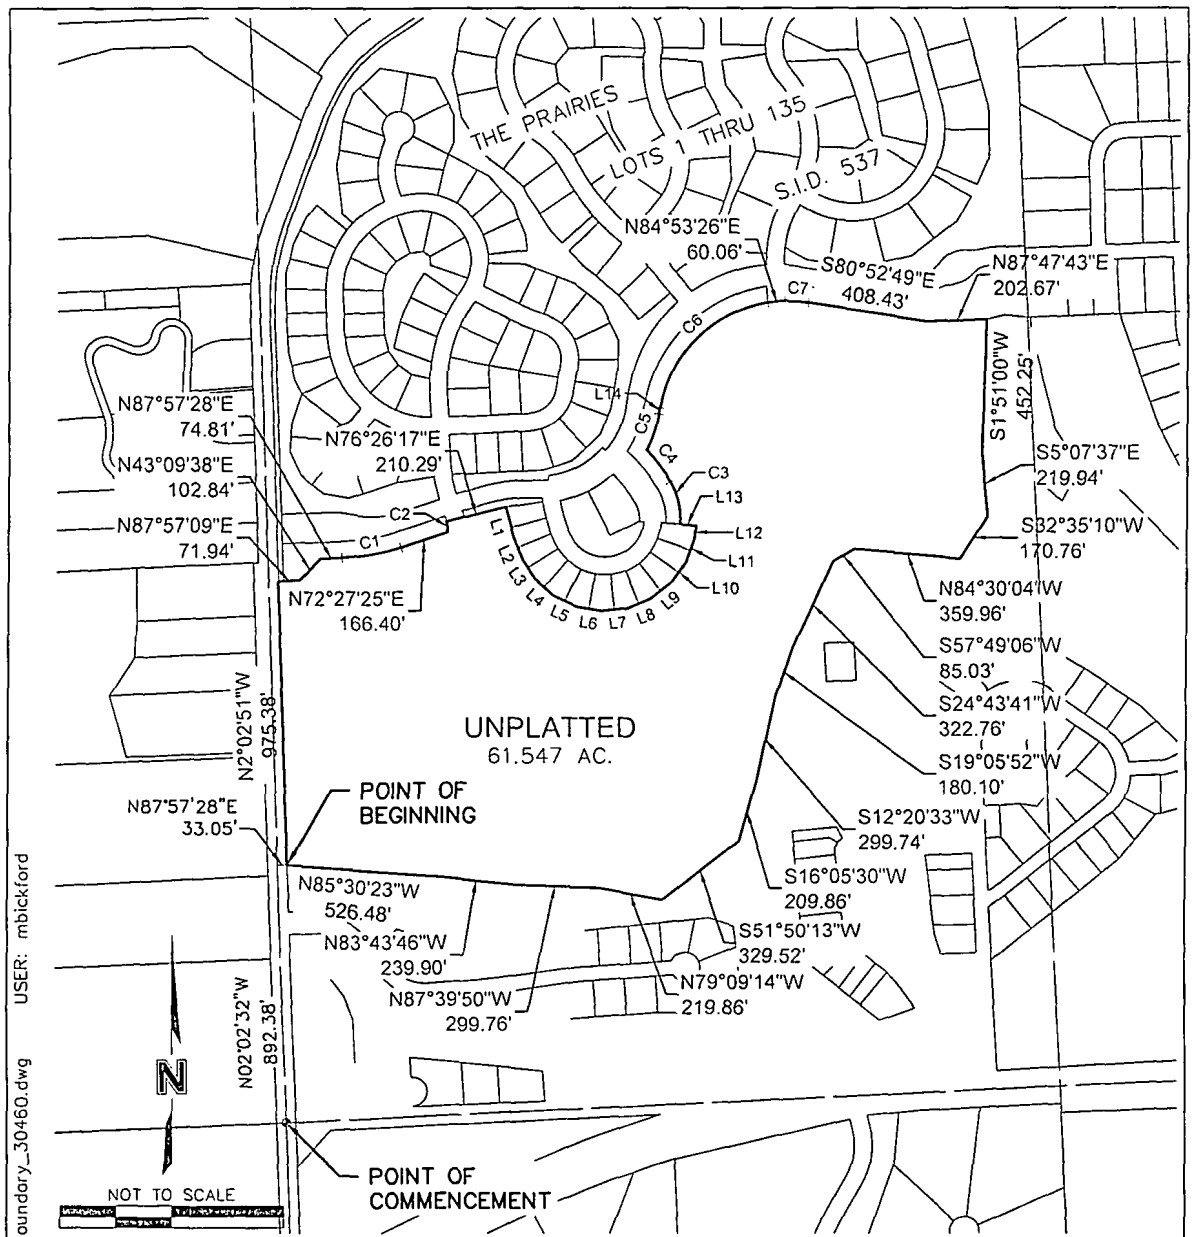 THE PRAIRIES
LOTS 1 THRU 135
S.I.D. 537
N84°53'26"E
60.06'
S80°52'49"E
408.43'
N87°47'43"E
202.67'
C7
C6
L14
C5
C4
C3
L13
L12
L11
L10
S1°51'00"W
452.25'
N87°57'28"E
74.81'
N76°26'17"E
210.29'
N43°09'38"E
102.84'
C2
C1
N87°57'09"E
71.94'
N72°27'25"E
166.40'
L1
L2
L3
L4
L5
L6
L7
L8
L9
S5°07'37"E
219.94'
S32°35'10"W
170.76'
N84°30'04"W
359.96'
S57°49'06"W
85.03'
S24°43'41"W
322.76'
S19°05'52"W
180.10'
S12°20'33"W
299.74'
S16°05'30"W
209.86'
S51°50'13"W
329.52'
N79°09'14"W
219.86'
UNPLATTED
61.547 AC.
N2°02'51"W
975.38'
POINT OF
BEGINNING
N87°57'28"E
33.05'
N85°30'23"W
526.48'
N83°43'46"W
239.90'
N87°39'50"W
299.76'
N02°02'32"W
892.38'
N
NOT TO SCALE
POINT OF
COMMENCEMENT
USER: mbickford
oundary_30460.dwg